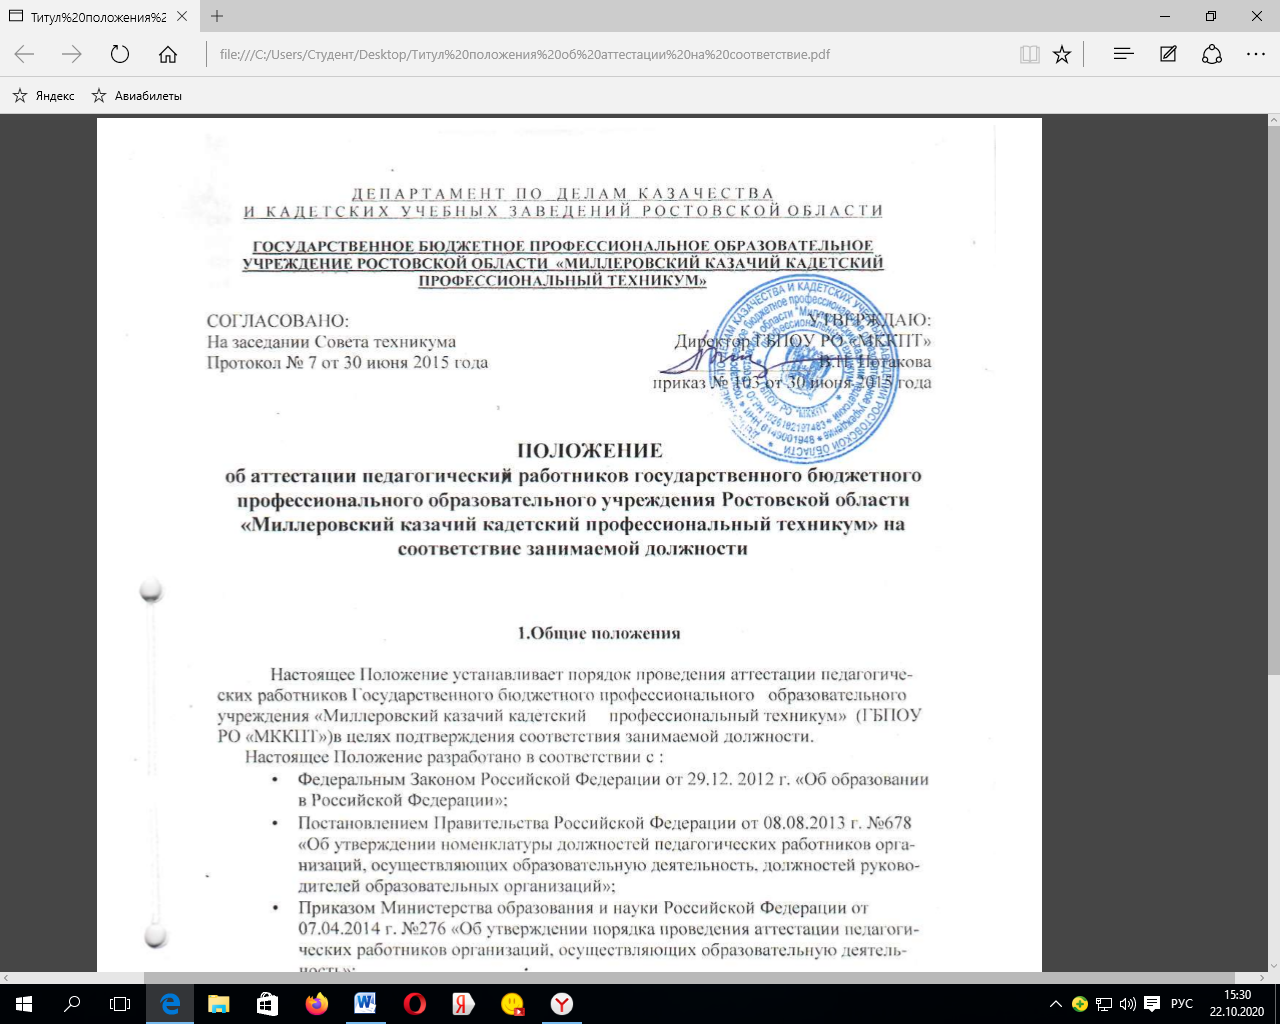 Титул%20положения%2
file:///C:/Users/Студент/Desktop/Титул%20положения%20об%20аттестации%20на%20соответствие.pdf
Яндекс
Авиабилеты
ДЕПАРТАМЕНТ ПО ДЕЛАМ КАЗАЧЕСТВА
И КАДЕТСКИХ УЧЕБНЫХ ЗАВЕДЕНИЙ РОСТОВСКОЙ ОБЛАСТИ
ГОСУДАРСТВЕННОЕ БЮДЖЕТНОЕ ПРОФЕССИОНАЛЬНОЕ ОБРАЗОВАТЕЛЬНОЕ
УЧРЕЖДЕНИЕ РОСТОВСКОЙ ОБЛАСТИ «МИЛЛЕРОВСКИЙ КАЗАЧИЙ КАДЕТСКИЙ
ПРОФЕССИОНАЛЬНЫЙ ТЕХНИКУМ»
СОГЛАСОВАНО:
На заседании Совета техникума
Протокол № 7 от 30 июня 2015 года
УТВЕРЖДАЮ:
Директор ГБПОУ РО «МККПТ»
приказ № 103 от 30 июня 2015 года
ПОЛОЖЕНИЕ
об аттестации педагогический работников государственного бюджетного
профессионального образовательного учреждения Ростовской области
«Миллеровский казачий кадетский профессиональный техникум» на
соответствие занимаемой должности
1.Общие положения
Настоящее Положение устанавливает порядок проведения аттестации педагогиче-
ских работников Государственного бюджетного профессионального образовательного
учреждения «Миллеровский казачий кадетский профессиональный техникум» (ГБПОУ
РО «МККПТ»)в целях подтверждения соответствия занимаемой должности.
Настоящее Положение разработано в соответствии с :
• Федеральным Законом Российской Федерации от 29.12. 2012 г. «Об образовании
в Российской Федерации»;
• Постановлением Правительства Российской Федерации от 08.08.2013 г. №678
«Об утверждении номенклатуры должностей педагогических работников орга-
низаций, осуществляющих образовательную деятельность, должностей руково-
дителей образовательных организаций»;
• Приказом Министерства образования и науки Российской Федерации от
07.04.2014 г. №276 «Об утверждении порядка проведения аттестации педагоги-
ческих работников организаций, осуществляющих образовательную деятель-
ность»;
РУС
15:30
22.10.2020